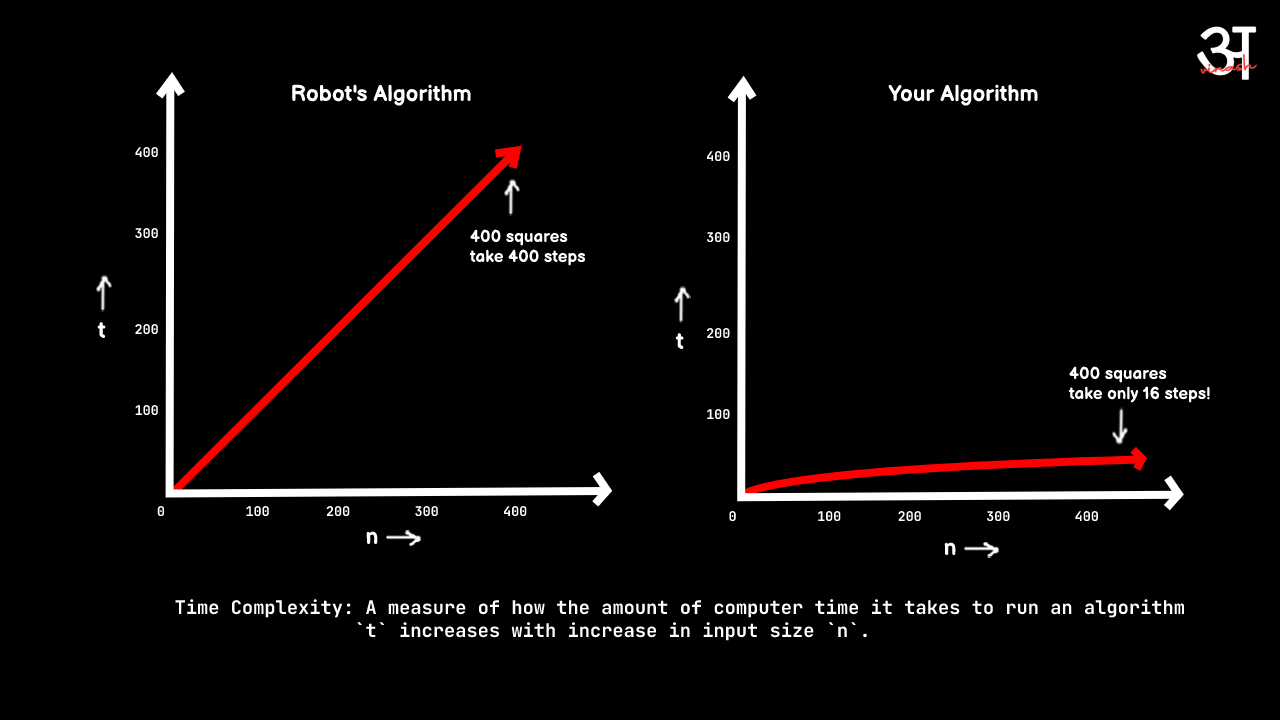 अ
vinash
Robot's Algorithm
400
300
200
100
0 100 200 300 400
t
n
400 squares
take 400 steps
Your Algorithm
400
300
200
100
0 100 200 300 400
t
n
400 squares
take only 16 steps!
Time Complexity: A measure of how the amount of computer time it takes to run an algorithm
`t` increases with increase in input size `n`.